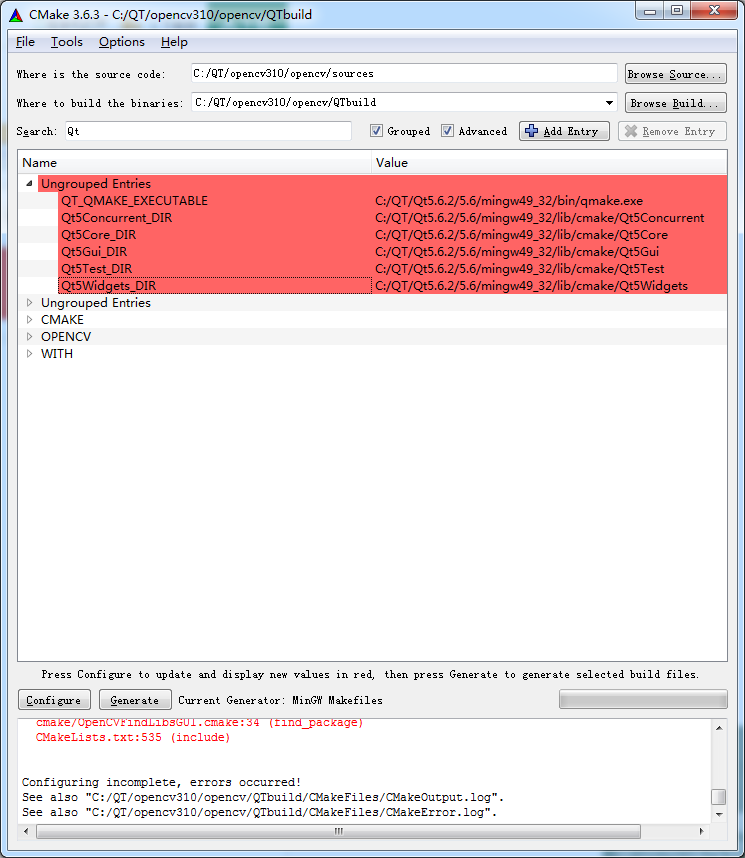 CMake 3.6.3 - C:/QT/opencv310/opencv/QTbuild
File Tools Options Help
Where is the source code: C:/QT/opencv310/opencv/sources Browse Source...
Where to build the binaries: C:/QT/opencv310/opencv/QTbuild Browse Build...
Search: Qt Grouped Advanced Add Entry Remove Entry
Name Value
Ungrouped Entries
QT_QMAKE_EXECUTABLE C:/QT/Qt5.6.2/5.6/mingw49_32/bin/qmake.exe
Qt5Concurrent_DIR C:/QT/Qt5.6.2/5.6/mingw49_32/lib/cmake/Qt5Concurrent
Qt5Core_DIR C:/QT/Qt5.6.2/5.6/mingw49_32/lib/cmake/Qt5Core
Qt5Gui_DIR C:/QT/Qt5.6.2/5.6/mingw49_32/lib/cmake/Qt5Gui
Qt5Test_DIR C:/QT/Qt5.6.2/5.6/mingw49_32/lib/cmake/Qt5Test
Qt5Widgets_DIR C:/QT/Qt5.6.2/5.6/mingw49_32/lib/cmake/Qt5Widgets
Ungrouped Entries
CMAKE
OPENCV
WITH
Press Configure to update and display new values in red, then press Generate to generate selected build files.
Configure Generate Current Generator: MinGW Makefiles
cmake/OpenCVFindLibsGUI.cmake:34 (find_package)
CMakeLists.txt:535 (include)
Configuring incomplete, errors occurred!
See also "C:/QT/opencv310/opencv/QTbuild/CMakeFiles/CMakeOutput.log".
See also "C:/QT/opencv310/opencv/QTbuild/CMakeFiles/CMakeError.log".